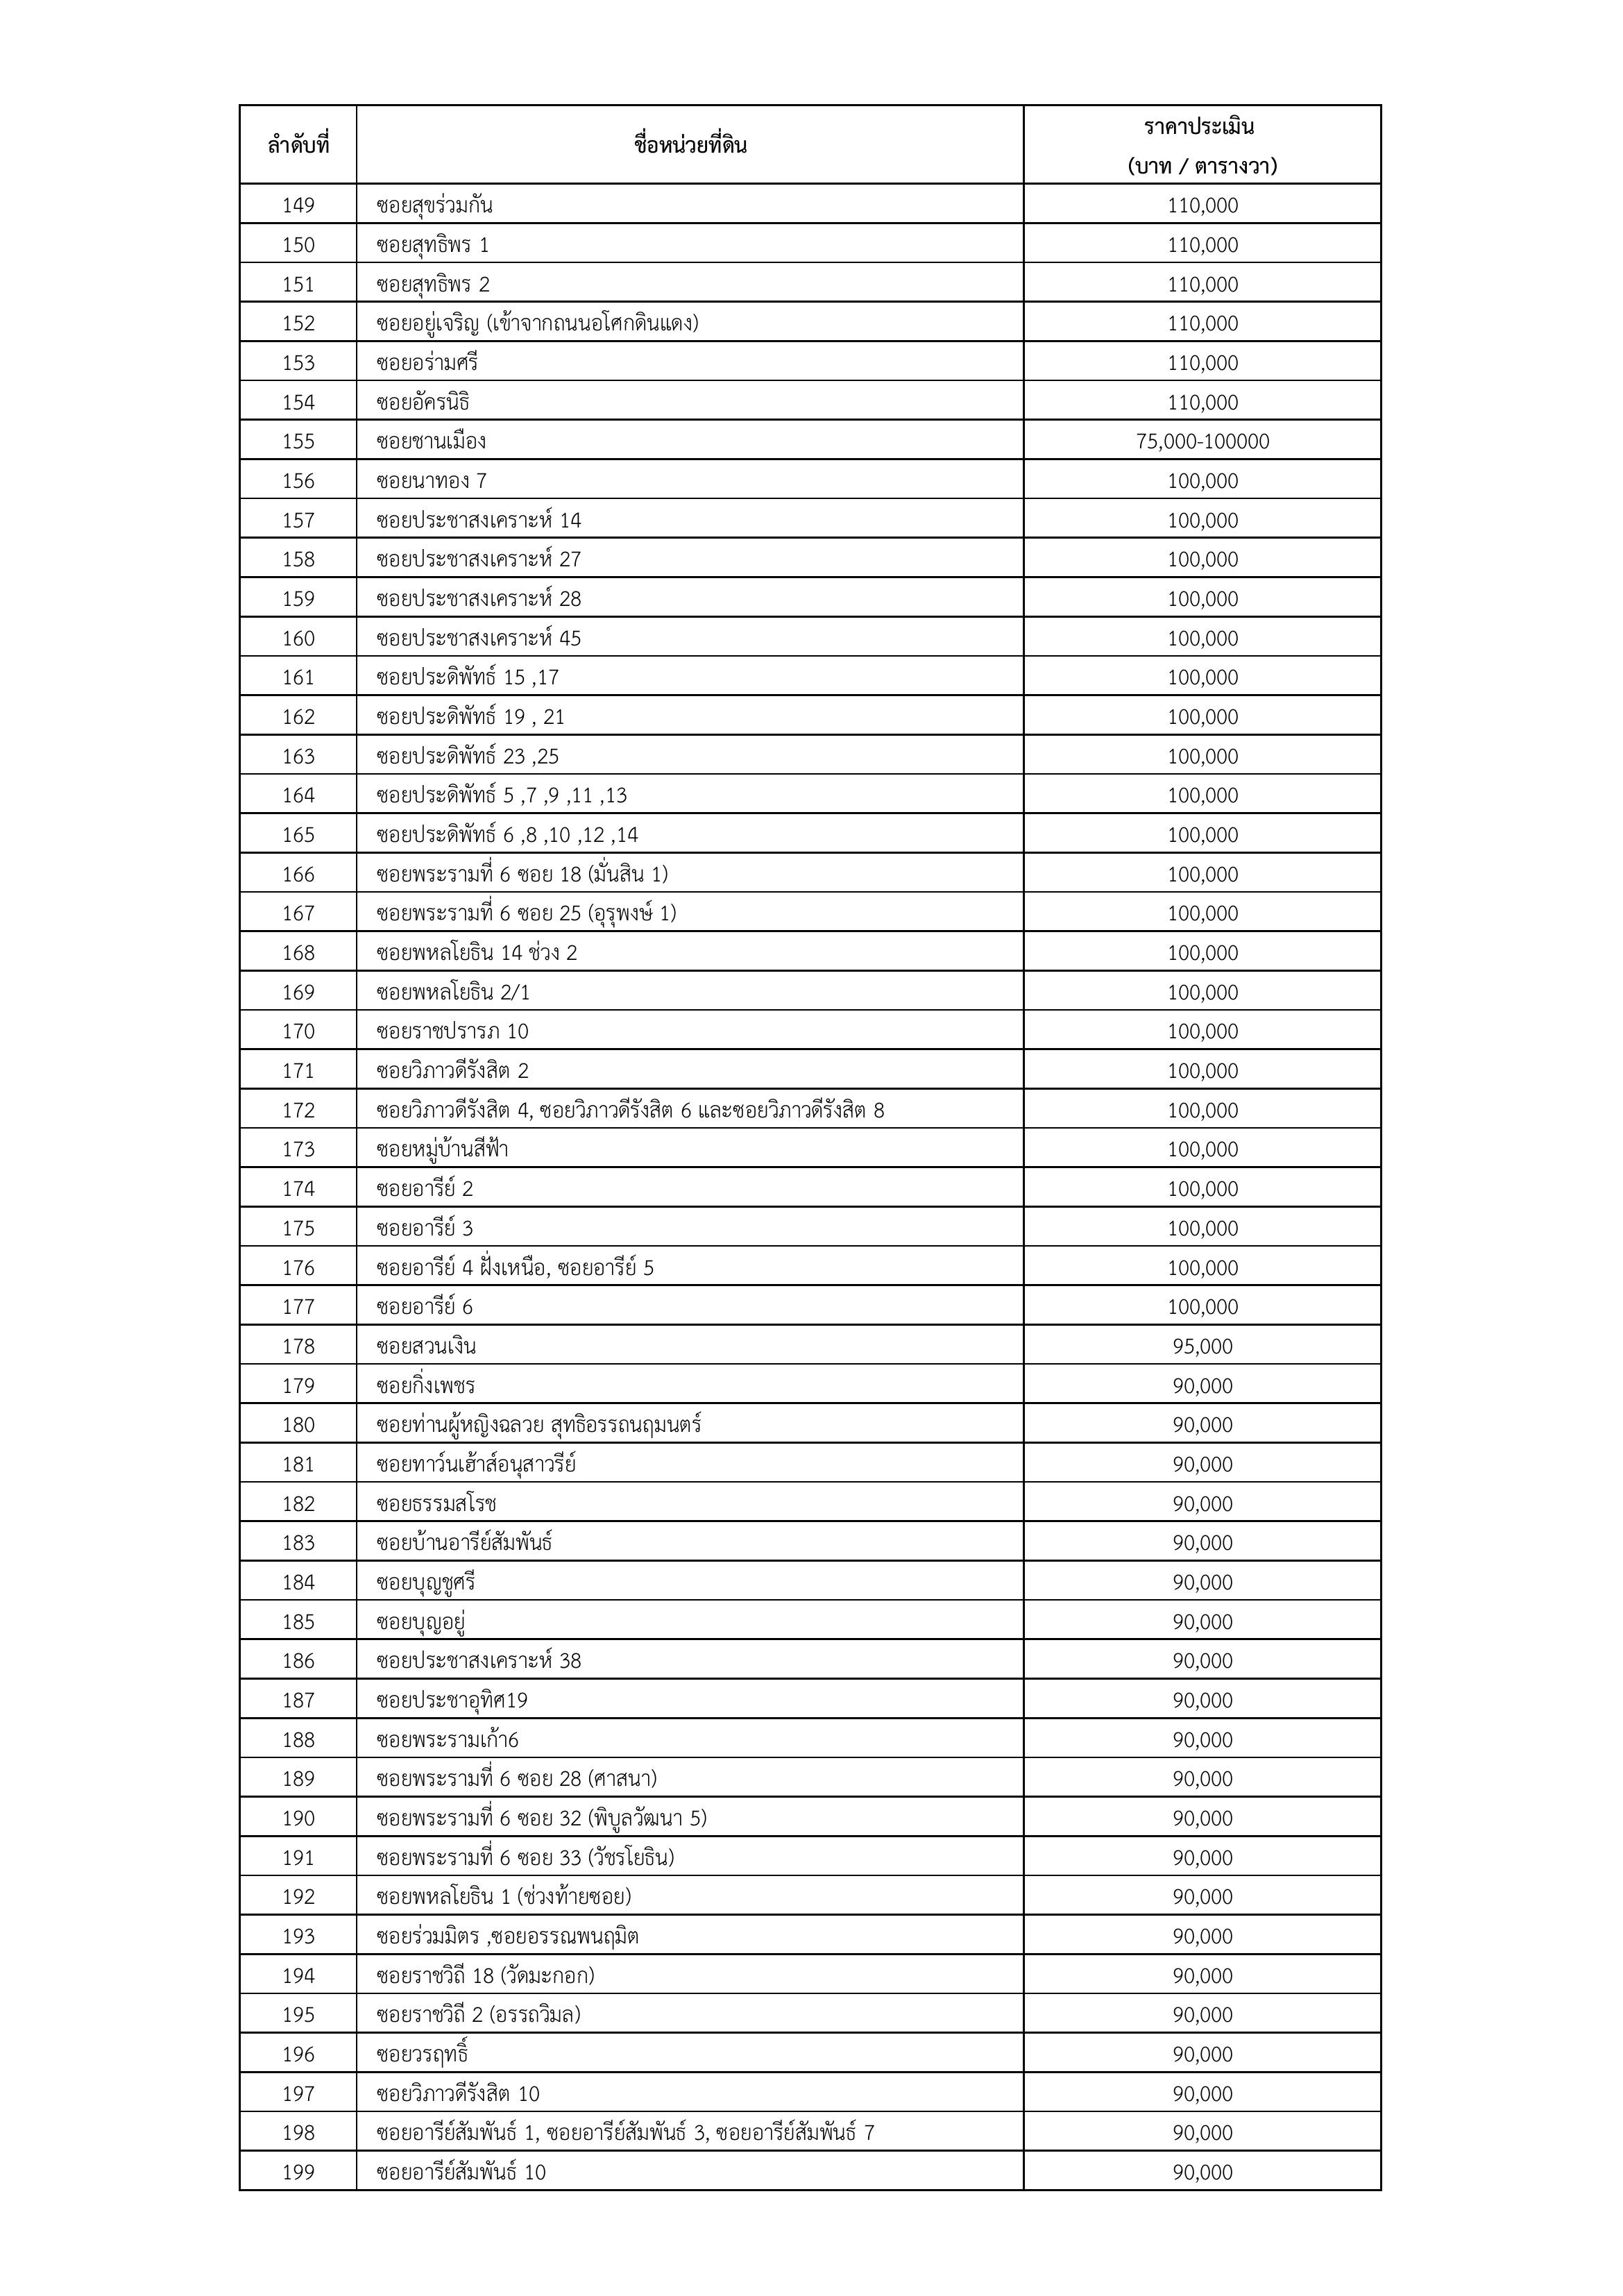 ลำดับที่ ชื่อหน่วยที่ดิน ราคาประเมิน
(บาท / ตารางวา)
149 ซอยสุขร่วมกัน 110,000
150 ซอยสุทธิพร 1 110,000
151 ซอยสุทธิพร 2 110,000
152 ซอยอยู่เจริญ (เข้าจากถนนอโศกดินแดง) 110,000
153 ซอยอร่ามศรี 110,000
154 ซอยอัครนิธิ 110,000
155 ซอยชานเมือง 75,000-100000
156 ซอยนาทอง 7 100,000
157 ซอยประชาสงเคราะห์ 14 100,000
158 ซอยประชาสงเคราะห์ 27 100,000
159 ซอยประชาสงเคราะห์ 28 100,000
160 ซอยประชาสงเคราะห์ 45 100,000
161 ซอยประดิพัทธ์ 15 ,17 100,000
162 ซอยประดิพัทธ์ 19 , 21 100,000
163 ซอยประดิพัทธ์ 23 ,25 100,000
164 ซอยประดิพัทธ์ 5 ,7 ,9 ,11 ,13 100,000
165 ซอยประดิพัทธ์ 6 ,8 ,10 ,12 ,14 100,000
166 ซอยพระรามที่ 6 ซอย 18 (มั่นสิน 1) 100,000
167 ซอยพระรามที่ 6 ซอย 25 (อุรุพงษ์ 1) 100,000
168 ซอยพหลโยธิน 14 ช่วง 2 100,000
169 ซอยพหลโยธิน 2/1 100,000
170 ซอยราชปรารภ 10 100,000
171 ซอยวิภาวดีรังสิต 2 100,000
172 ซอยวิภาวดีรังสิต 4, ซอยวิภาวดีรังสิต 6 และซอยวิภาวดีรังสิต 8 100,000
173 ซอยหมู่บ้านสีฟ้า 100,000
174 ซอยอารีย์ 2 100,000
175 ซอยอารีย์ 3 100,000
176 ซอยอารีย์ 4 ฝั่งเหนือ, ซอยอารีย์ 5 100,000
177 ซอยอารีย์ 6 100,000
178 ซอยสวนเงิน 95,000
179 ซอยกิ่งเพชร 90,000
180 ซอยท่านผู้หญิงฉลวย สุทธิอรรถนฤมนตร์ 90,000
181 ซอยทาว์นเฮ้าส์อนุสาวรีย์ 90,000
182 ซอยธรรมสโรช 90,000
183 ซอยบ้านอารีย์สัมพันธ์ 90,000
184 ซอยบุญชูศรี 90,000
185 ซอยบุญอยู่ 90,000
186 ซอยประชาสงเคราะห์ 38 90,000
187 ซอยประชาอุทิศ19 90,000
188 ซอยพระรามเก้า6 90,000
189 ซอยพระรามที่ 6 ซอย 28 (ศาสนา) 90,000
190 ซอยพระรามที่ 6 ซอย 32 (พิบูลวัฒนา 5) 90,000
191 ซอยพระรามที่ 6 ซอย 33 (วัชรโยธิน) 90,000
192 ซอยพหลโยธิน 1 (ช่วงท้ายซอย) 90,000
193 ซอยร่วมมิตร ,ซอยอรรณพนฤมิต 90,000
194 ซอยราชวิถี 18 (วัดมะกอก) 90,000
195 ซอยราชวิถี 2 (อรรถวิมล) 90,000
196 ซอยวรฤทธิ์ 90,000
197 ซอยวิภาวดีรังสิต 10 90,000
198 ซอยอารีย์สัมพันธ์ 1, ซอยอารีย์สัมพันธ์ 3, ซอยอารีย์สัมพันธ์ 7 90,000
199 ซอยอารีย์สัมพันธ์ 10 90,000